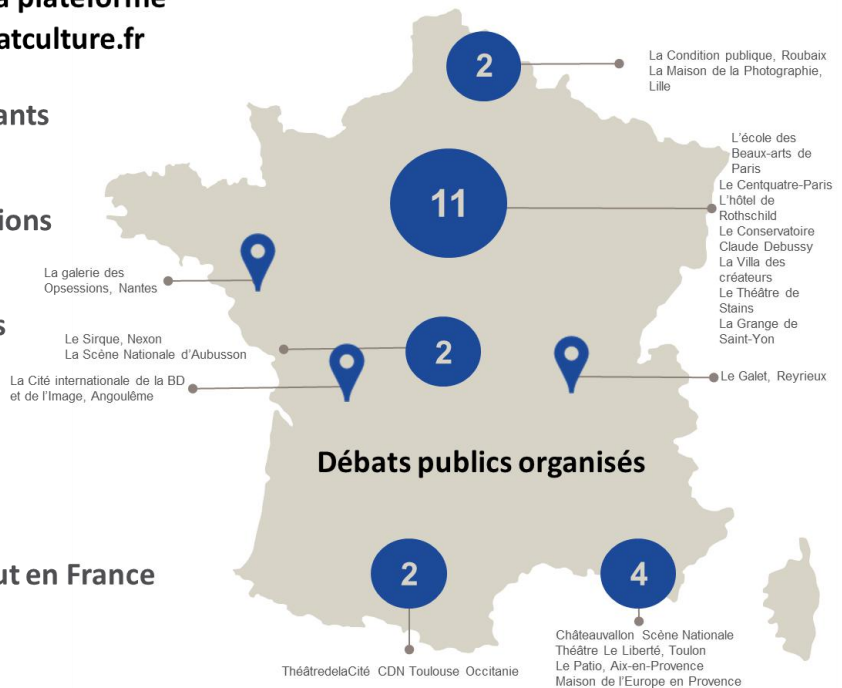 plateforme
atculture.fr
ants
ions
s
ut en France
2
La Condition publique, Roubaix
La Maison de la Photographie,
Lille
11
L'école des
Beaux-arts de
Paris
Le Centquatre-Paris
L'hôtel de
Rothschild
Le Conservatoire
Claude Debussy
La Villa des
créateurs
Le Théâtre de
Stains
La Grange de
Saint-Yon
La galerie des
Opsessions, Nantes
Le Sirque, Nexon
La Scène Nationale d'Aubusson
2
La Cité internationale de la BD
et de l'Image, Angoulême
Le Galet, Reyrieux
Débats publics organisés
2
ThéâtredelaCité CDN Toulouse Occitanie
4
Châteauvallon Scène Nationale
Théâtre Le Liberté, Toulon
Le Patio, Aix-en-Provence
Maison de l'Europe en Provence